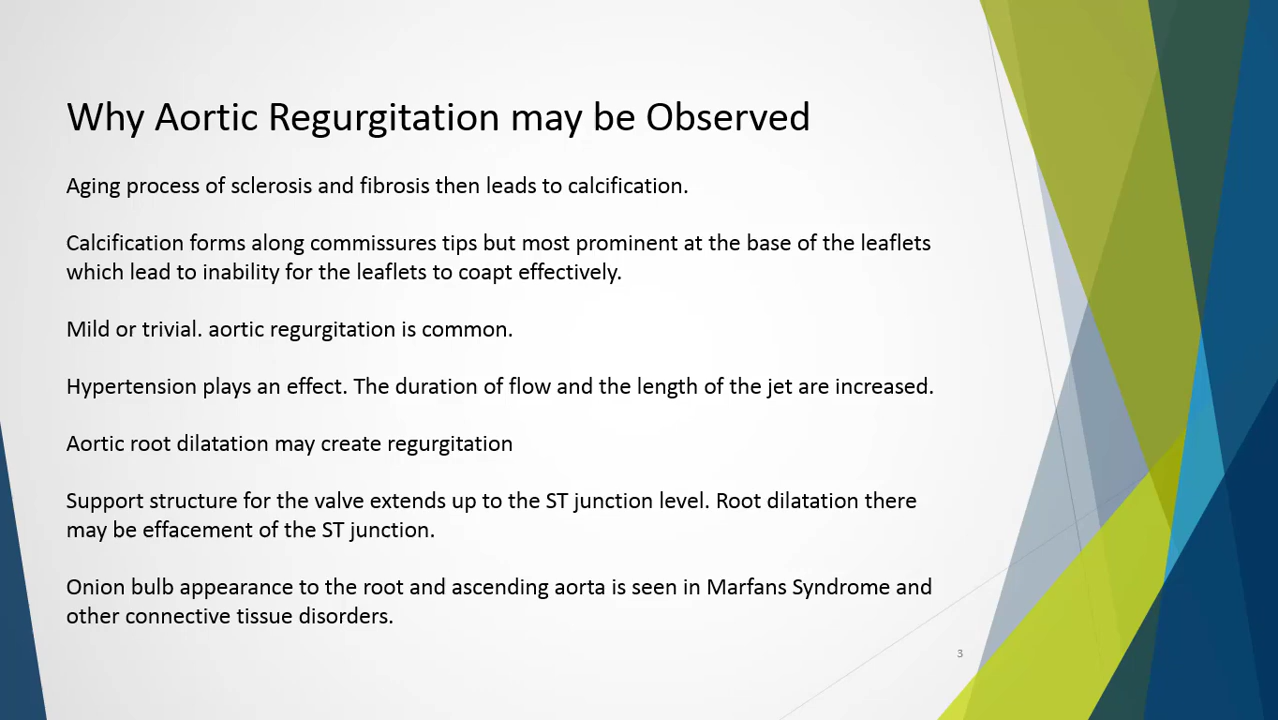 Why Aortic Regurgitation may be Observed
Aging process of sclerosis and fibrosis then leads to calcification.
Calcification forms along commissures tips but most prominent at the base of the leaflets
which lead to inability for the leaflets to coapt effectively.
Mild or trivial. aortic regurgitation is common.
Hypertension plays an effect. The duration of flow and the length of the jet are increased.
Aortic root dilatation may create regurgitation
Support structure for the valve extends up to the ST junction level. Root dilatation there
may be effacement of the ST junction.
Onion bulb appearance to the root and ascending aorta is seen in Marfans Syndrome and
other connective tissue disorders.
3